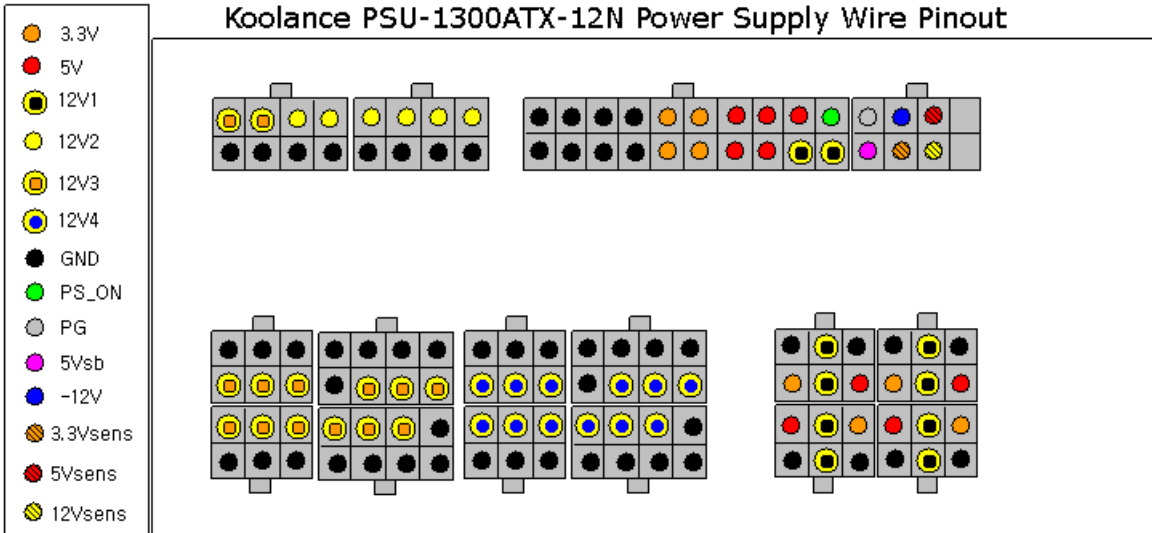 Koolance PSU-1300ATX-12N Power Supply Wire Pinout
3.3V
5V
12V1
12V2
12V3
12V4
GND
PS_ON
PG
5Vsb
-12V
3.3Vsens
5Vsens
12Vsens